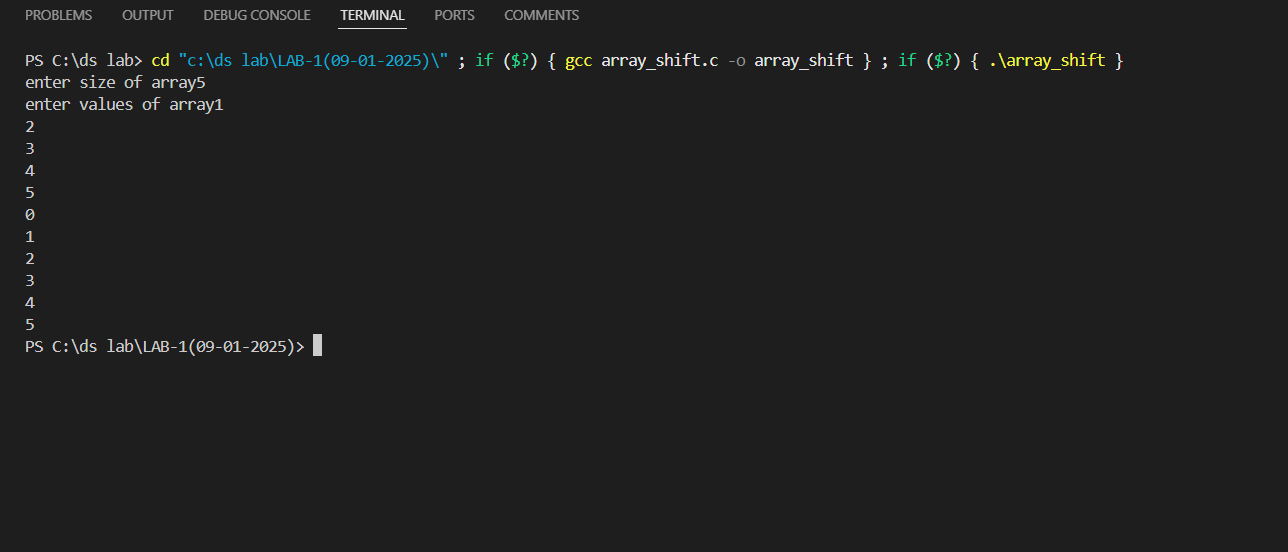 PROBLEMS OUTPUT DEBUG CONSOLE TERMINAL PORTS COMMENTS
PS C:\ds lab> cd "c:\ds lab\LAB-1(09-01-2025)\" ; if ($?) { gcc array_shift.c -o array_shift } ; if ($?) { .\array_shift }
enter size of array5
enter values of array1
2
3
4
5
0
1
2
3
4
5
PS C:\ds lab\LAB-1(09-01-2025)>